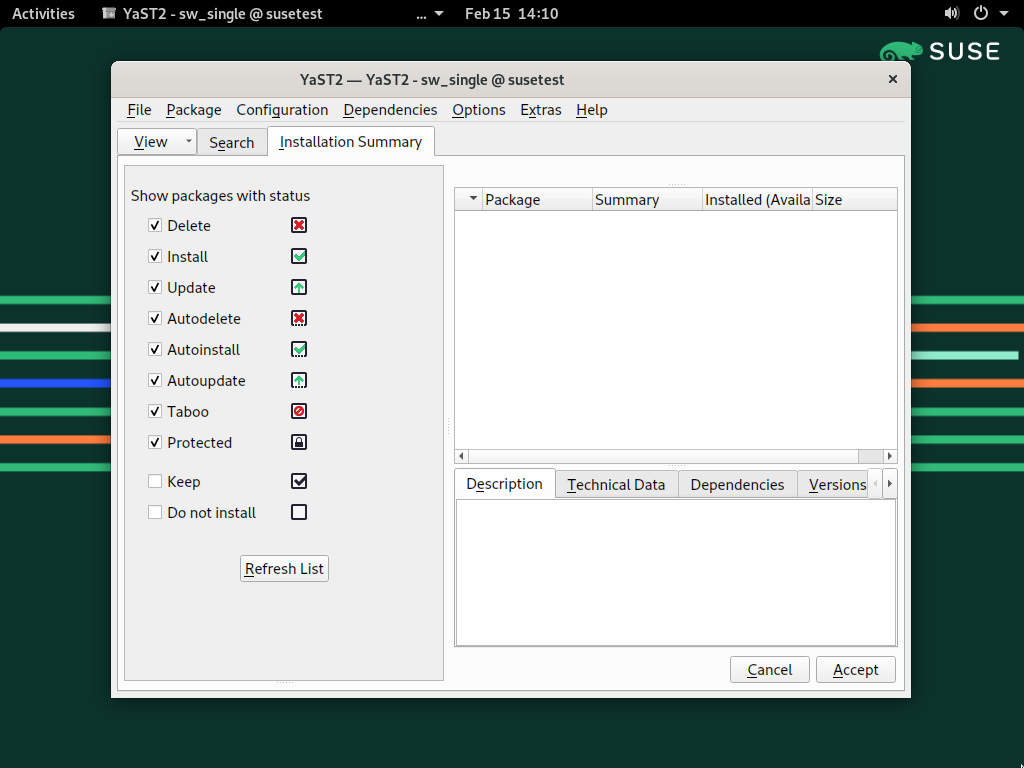 Activities YaST2 - sw_single @ susetest ... Feb 15 14:10
SUSE
YaST2 — YaST2 - sw_single @ susetest
File Package Configuration Dependencies Options Extras Help
View Search Installation Summary
Show packages with status
Package Summary Installed (Availa Size
Delete
Install
Update
Autodelete
Autoinstall
Autoupdate
Taboo
Protected
Keep
Do not install
Refresh List
Description Technical Data Dependencies Versions
Cancel Accept